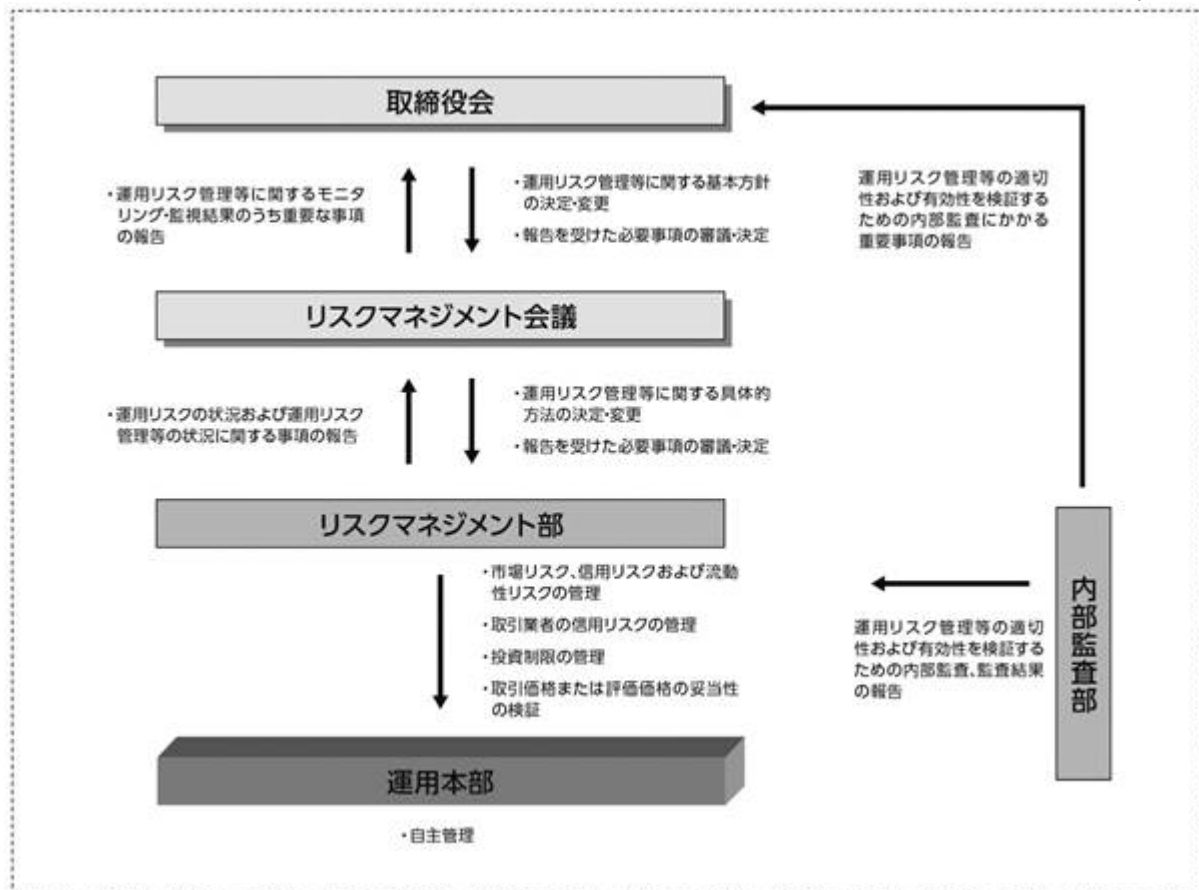 取締役会
・運用リスク管理等に関するモニタ
リング・監視結果のうち重要な事項
の報告
・運用リスク管理等に関する基本方針
の決定・変更
・報告を受けた必要事項の審議・決定
運用リスク管理等の適切
性および有効性を検証す
るための内部監査にかかる
重要事項の報告
リスクマネジメント会議
・運用リスクの状況および運用リスク
管理等の状況に関する事項の報告
・運用リスク管理等に関する具体的
方法の決定・変更
・報告を受けた必要事項の審議・決定
リスクマネジメント部
・市場リスク、信用リスクおよび流動
性リスクの管理
・取引業者の信用リスクの管理
・投資制限の管理
・取引価格または評価価格の妥当性
の検証
運用リスク管理等の適切
性および有効性を検証する
ための内部監査、監査結果
の報告
内部監査部
運用本部
・自主管理